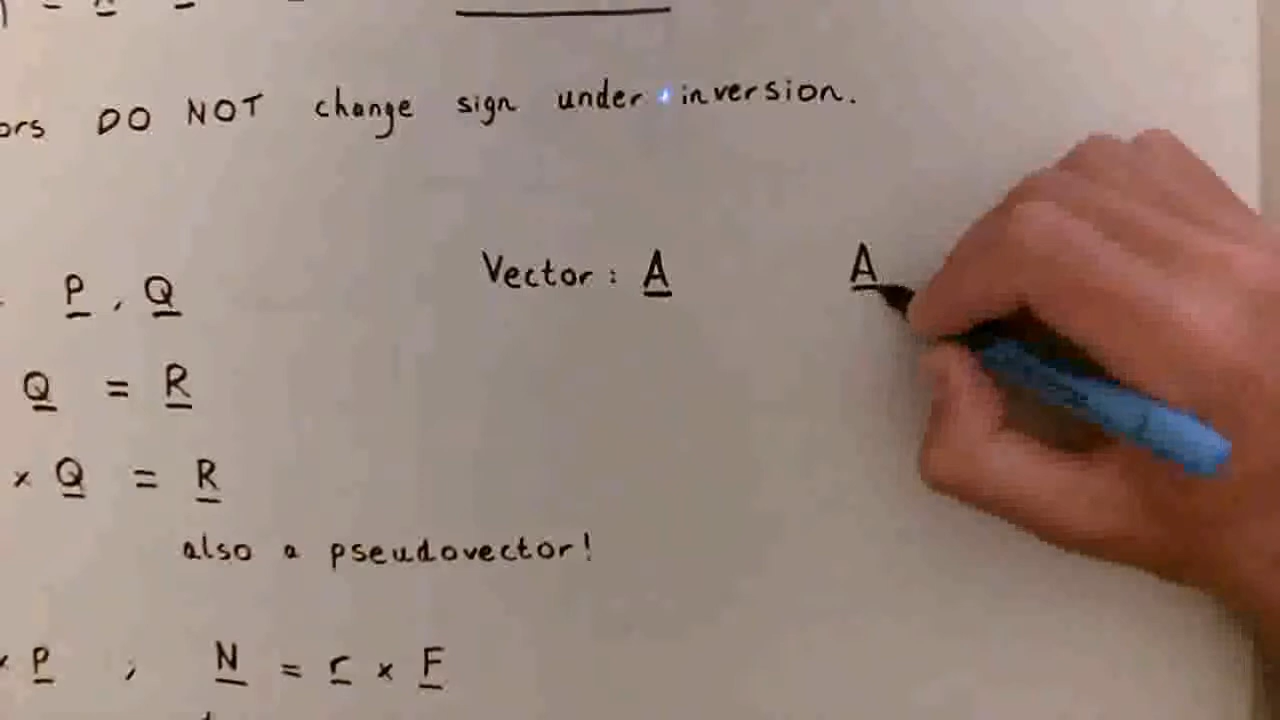 ors DO NOT change sign under inversion.
P , Q Vector : A A
Q = R
× Q = R
also a pseudovector!
× P , N = r × F